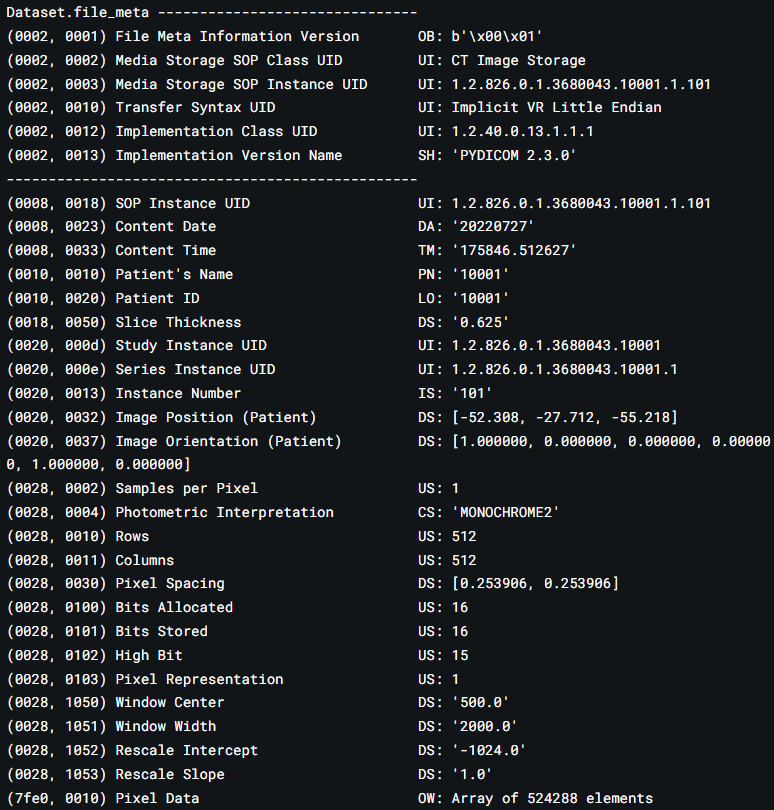 Dataset.file_meta -------------------------------
(0002, 0001) File Meta Information Version       OB: b'\x00\x01'
(0002, 0002) Media Storage SOP Class UID         UI: CT Image Storage
(0002, 0003) Media Storage SOP Instance UID      UI: 1.2.826.0.1.3680043.10001.1.101
(0002, 0010) Transfer Syntax UID                 UI: Implicit VR Little Endian
(0002, 0012) Implementation Class UID            UI: 1.2.40.0.13.1.1.1
(0002, 0013) Implementation Version Name         SH: 'PYDICOM 2.3.0'
-------------------------------------------------
(0008, 0018) SOP Instance UID                    UI: 1.2.826.0.1.3680043.10001.1.101
(0008, 0023) Content Date                        DA: '20220727'
(0008, 0033) Content Time                        TM: '175846.512627'
(0010, 0010) Patient's Name                      PN: '10001'
(0010, 0020) Patient ID                          LO: '10001'
(0018, 0050) Slice Thickness                     DS: '0.625'
(0020, 000d) Study Instance UID                  UI: 1.2.826.0.1.3680043.10001
(0020, 000e) Series Instance UID                 UI: 1.2.826.0.1.3680043.10001.1
(0020, 0013) Instance Number                     IS: '101'
(0020, 0032) Image Position (Patient)            DS: [-52.308, -27.712, -55.218]
(0020, 0037) Image Orientation (Patient)         DS: [1.000000, 0.000000, 0.000000, 0.00000
0, 1.000000, 0.000000]
(0028, 0002) Samples per Pixel                   US: 1
(0028, 0004) Photometric Interpretation          CS: 'MONOCHROME2'
(0028, 0010) Rows                                US: 512
(0028, 0011) Columns                             US: 512
(0028, 0030) Pixel Spacing                       DS: [0.253906, 0.253906]
(0028, 0100) Bits Allocated                      US: 16
(0028, 0101) Bits Stored                         US: 16
(0028, 0102) High Bit                            US: 15
(0028, 0103) Pixel Representation                US: 1
(0028, 1050) Window Center                       DS: '500.0'
(0028, 1051) Window Width                        DS: '2000.0'
(0028, 1052) Rescale Intercept                   DS: '-1024.0'
(0028, 1053) Rescale Slope                       DS: '1.0'
(7fe0, 0010) Pixel Data                          OW: Array of 524288 elements